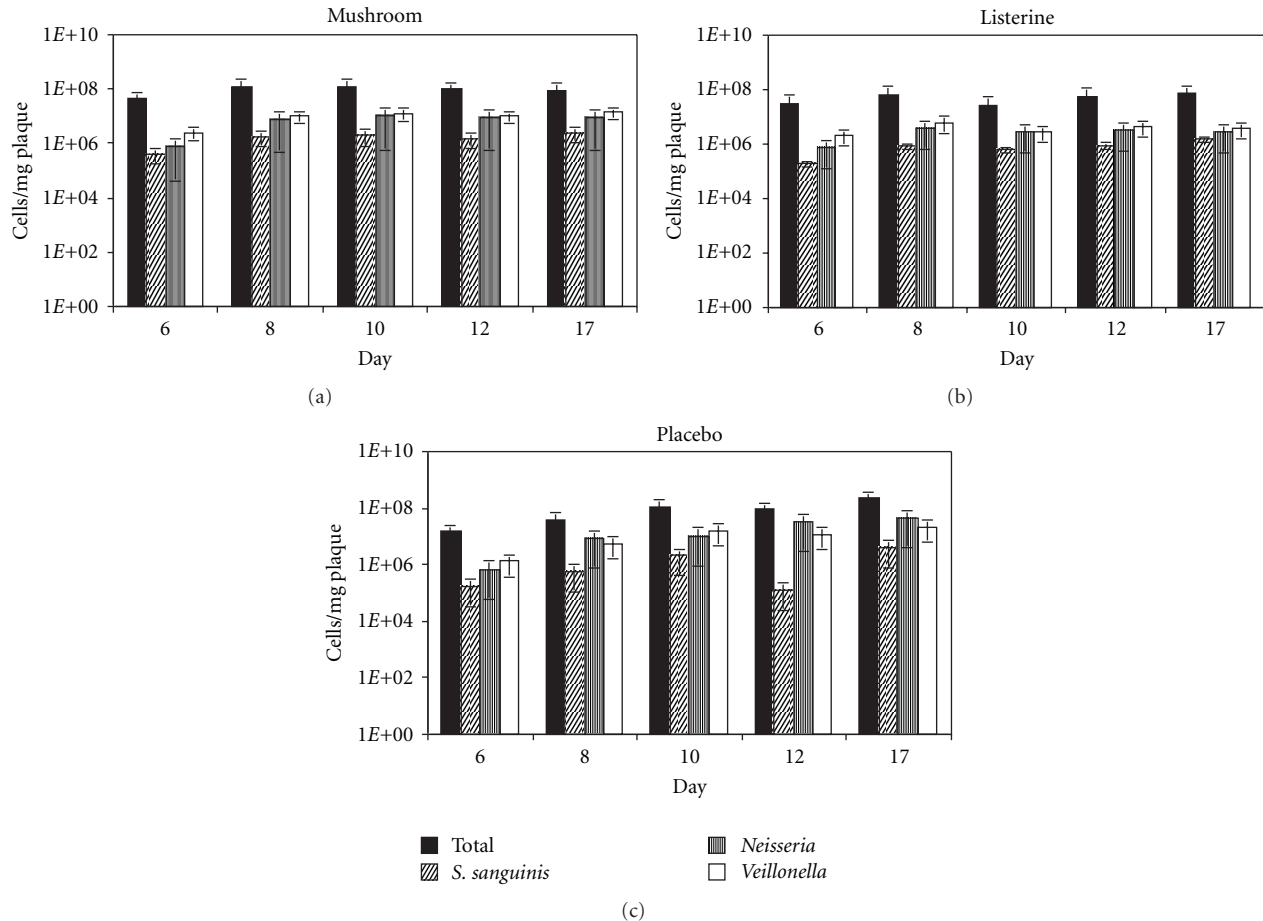 Mushroom
Cells/mg plaque
1E+10
1E+08
1E+06
1E+04
1E+02
1E+00
6 8 10 12 17
Day
(a)
Listerine
Cells/mg plaque
1E+10
1E+08
1E+06
1E+04
1E+02
1E+00
6 8 10 12 17
Day
(b)
Placebo
Cells/mg plaque
1E+10
1E+08
1E+06
1E+04
1E+02
1E+00
6 8 10 12 17
Day
Total
S. sanguinis
Neisseria
Veillonella
(c)